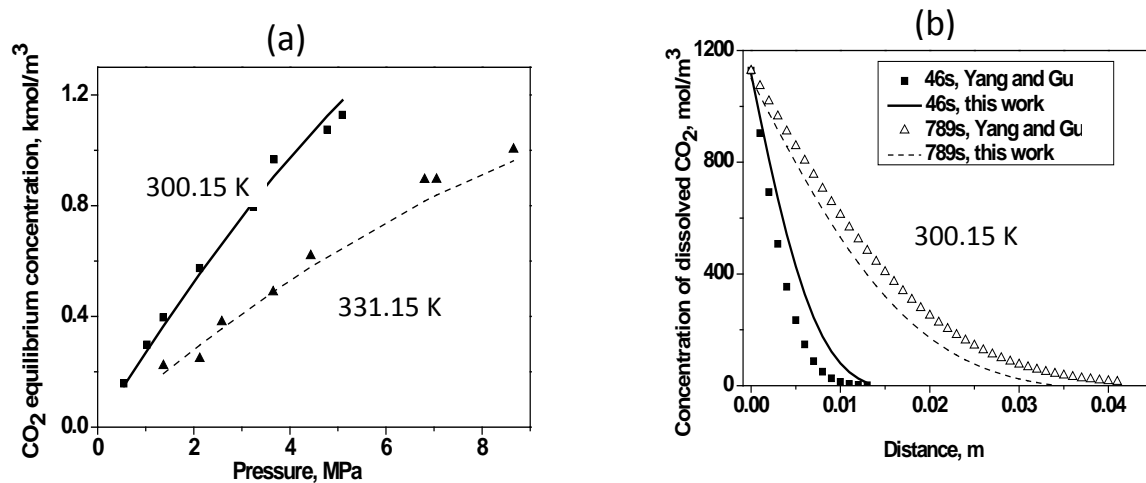 (a)
CO2 equilibrium concentration, kmol/m3
1.2
0.8
0.4
0.0
300.15 K
331.15 K
0 2 4 6 8
Pressure, MPa
(b)
Concentration of dissolved CO2, mol/m3
1200
800
400
0
46s, Yang and Gu
46s, this work
789s, Yang and Gu
789s, this work
300.15 K
0.00 0.01 0.02 0.03 0.04
Distance, m